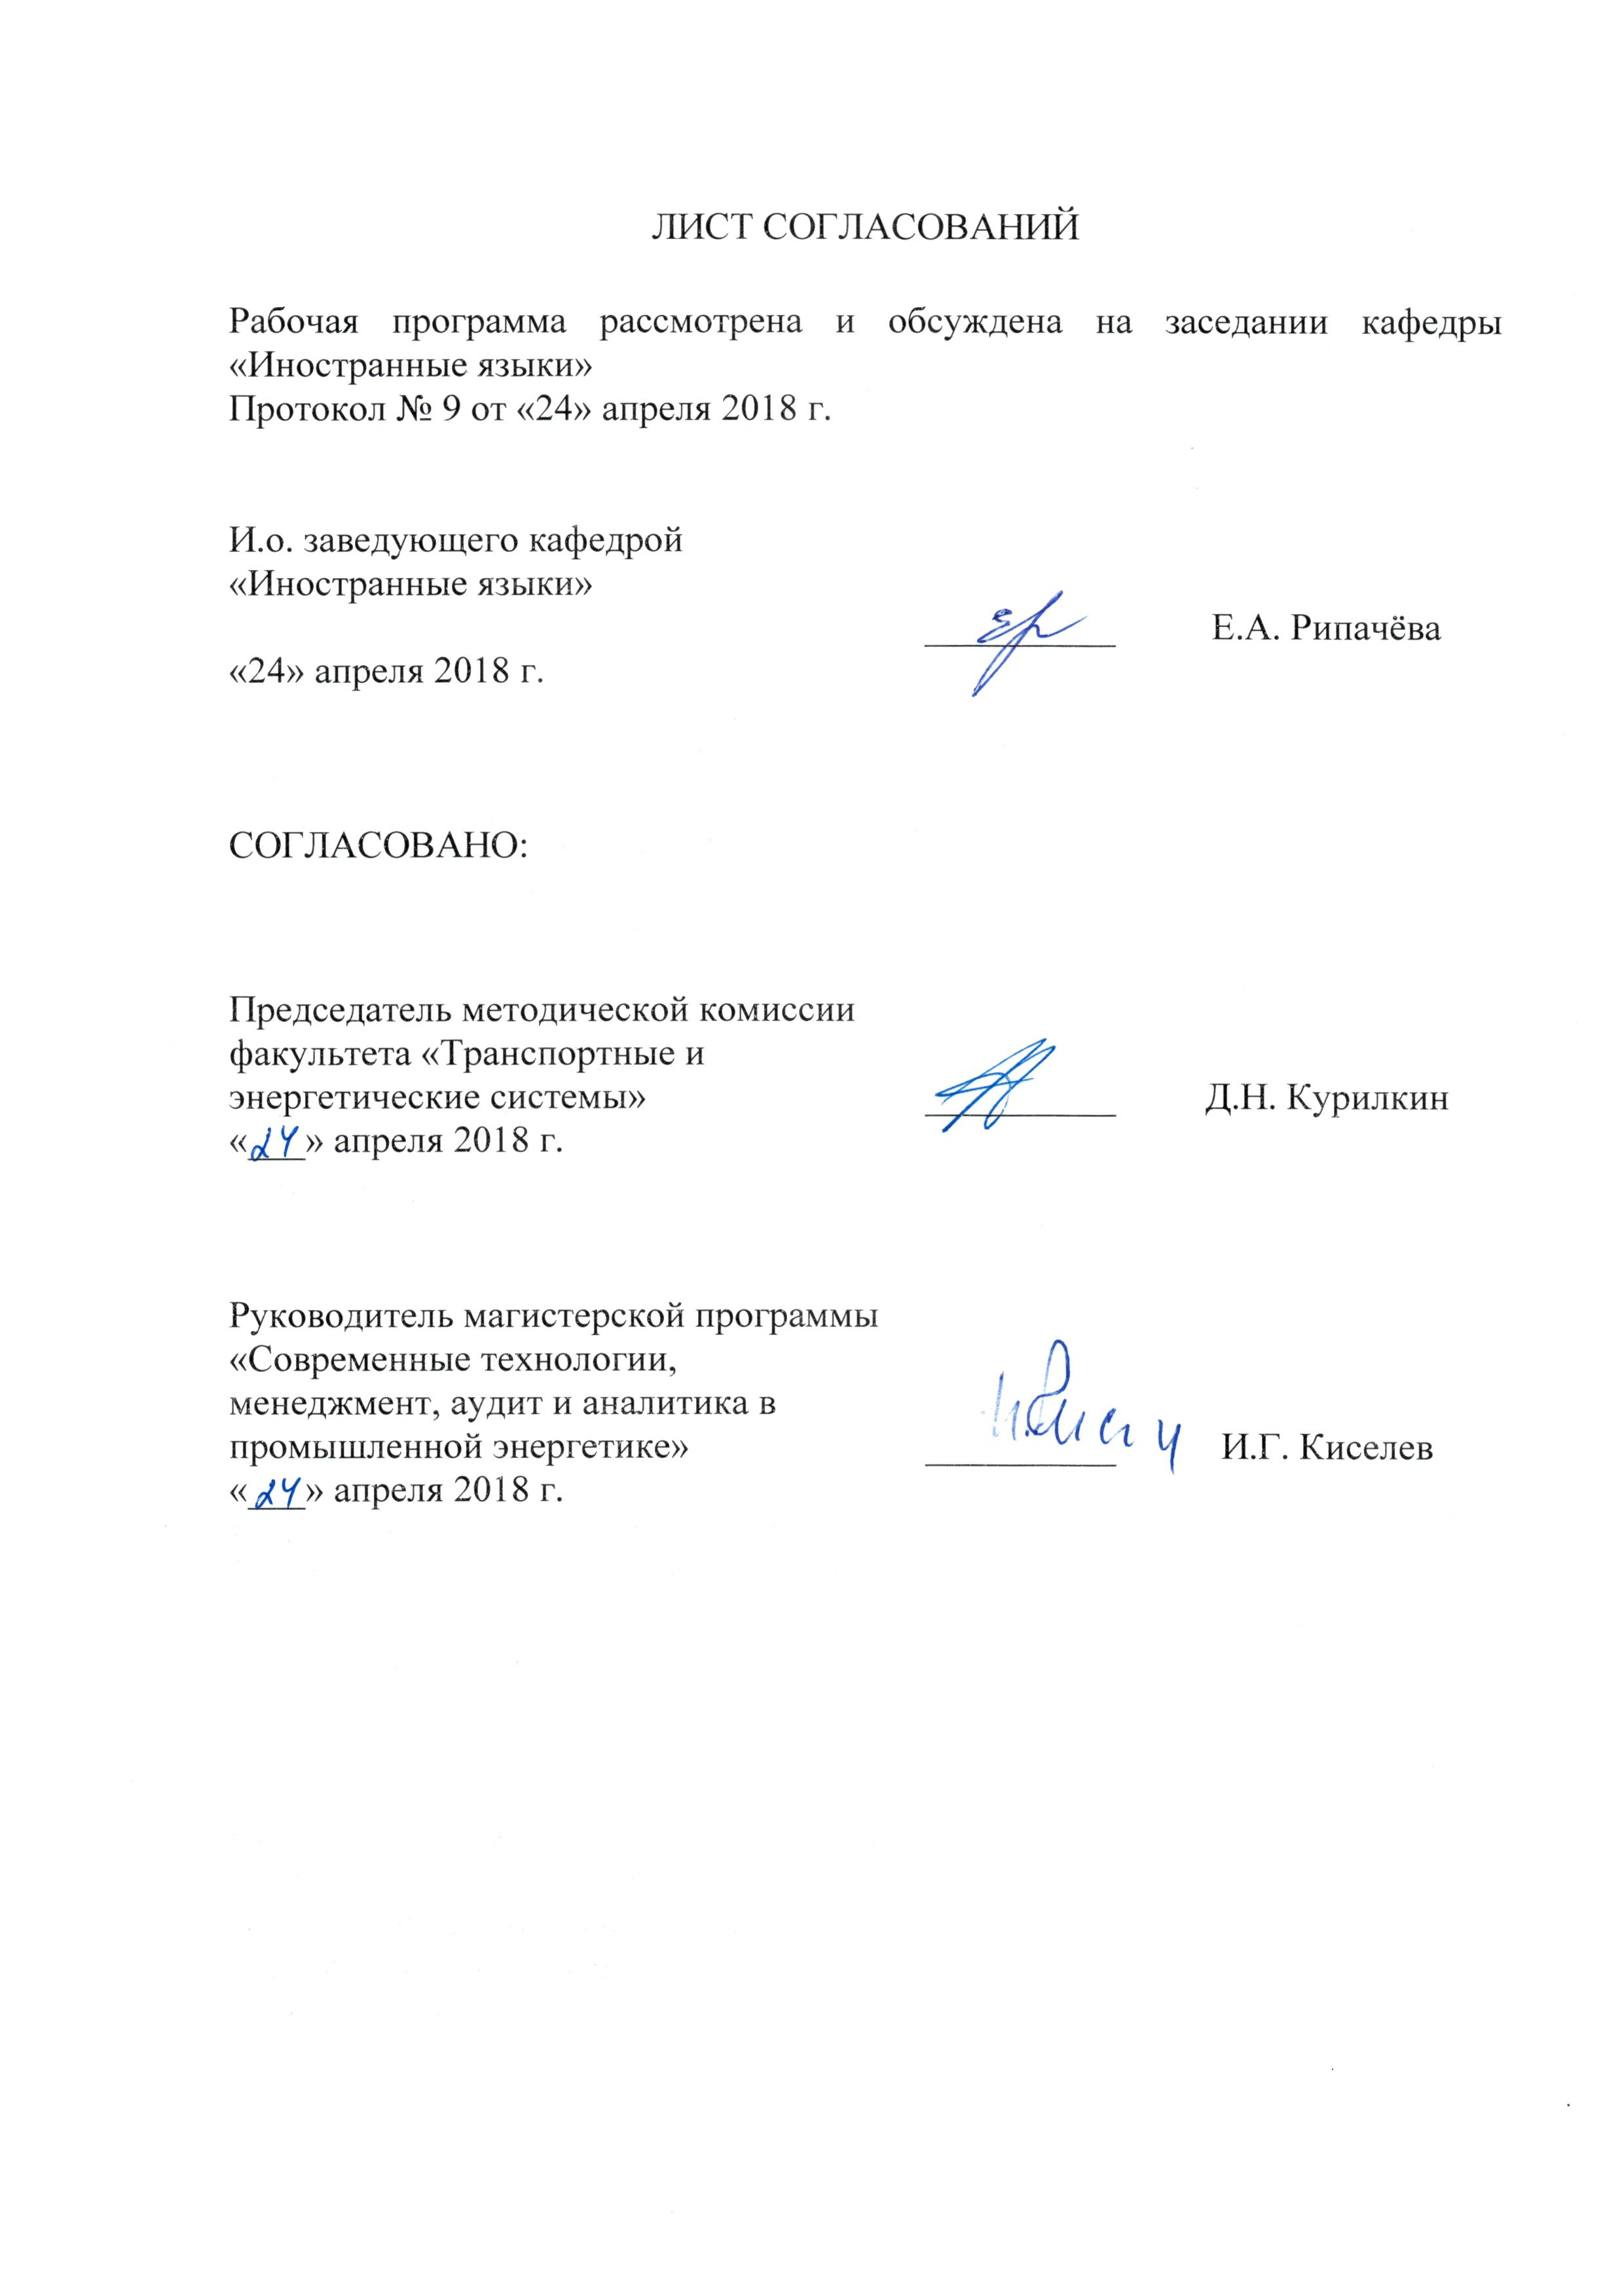 ЛИСТ СОГЛАСОВАНИЙ
Рабочая программа рассмотрена и обсуждена на заседании кафедры
«Иностранные языки»
Протокол № 9 от «24» апреля 2018 г.
И.о. заведующего кафедрой
«Иностранные языки»
Е.А. Рипачёва
«24» апреля 2018 г.
СОГЛАСОВАНО:
Председатель методической комиссии
факультета «Транспортные и
энергетические системы» Д.Н. Курилкин
«24» апреля 2018 г.
Руководитель магистерской программы
«Современные технологии,
менеджмент, аудит и аналитика в
промышленной энергетике» И.Г. Киселев
«24» апреля 2018 г.